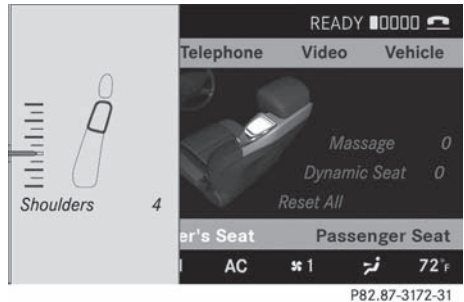 READY
Telephone Video Vehicle
Massage 0
Dynamic Seat 0
Shoulders 4
Reset All
er's Seat Passenger Seat
AC 1 72°F
P82.87-3172-31